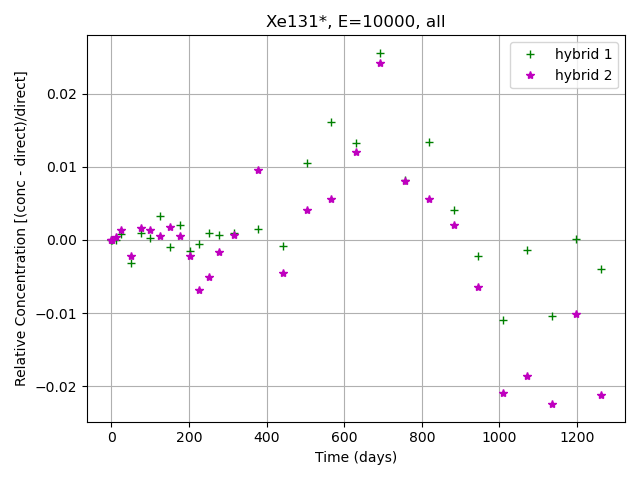 Xe131*, E=10000, all
hybrid 1
hybrid 2
Relative Concentration [(conc - direct)/direct]
0.02
0.01
0.00
−0.01
−0.02
0
200
400
600
800
1000
1200
Time (days)